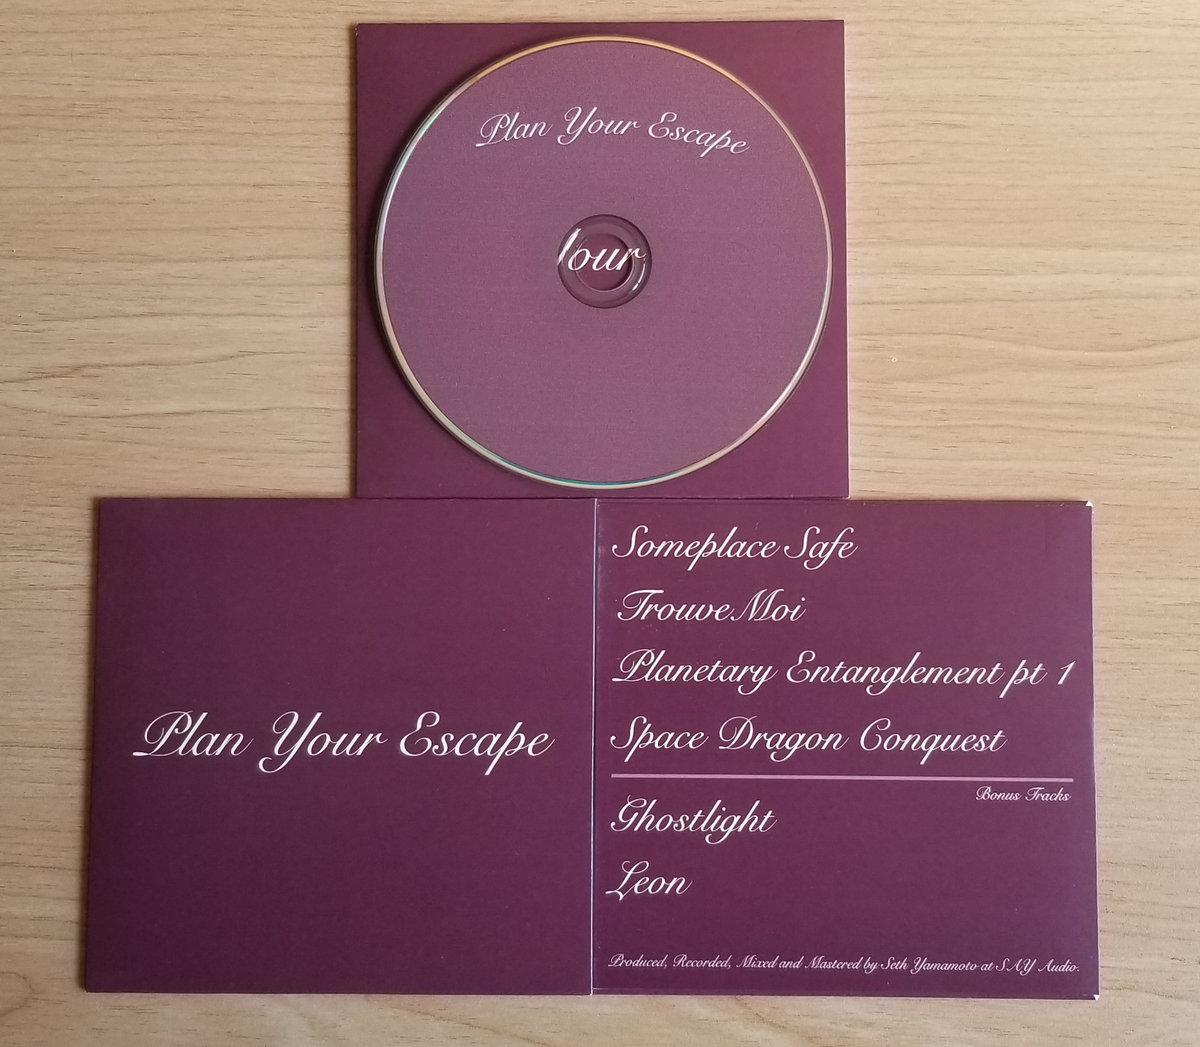 Plan Your Escape
Your
Plan Your Escape
Someplace Safe
Trouve Moi
Planetary Entanglement pt 1
Space Dragon Conquest
Bonus Tracks
Ghostlight
Leon
Produced, Recorded, Mixed and Mastered by Seth Yamamoto at SAY Audio.